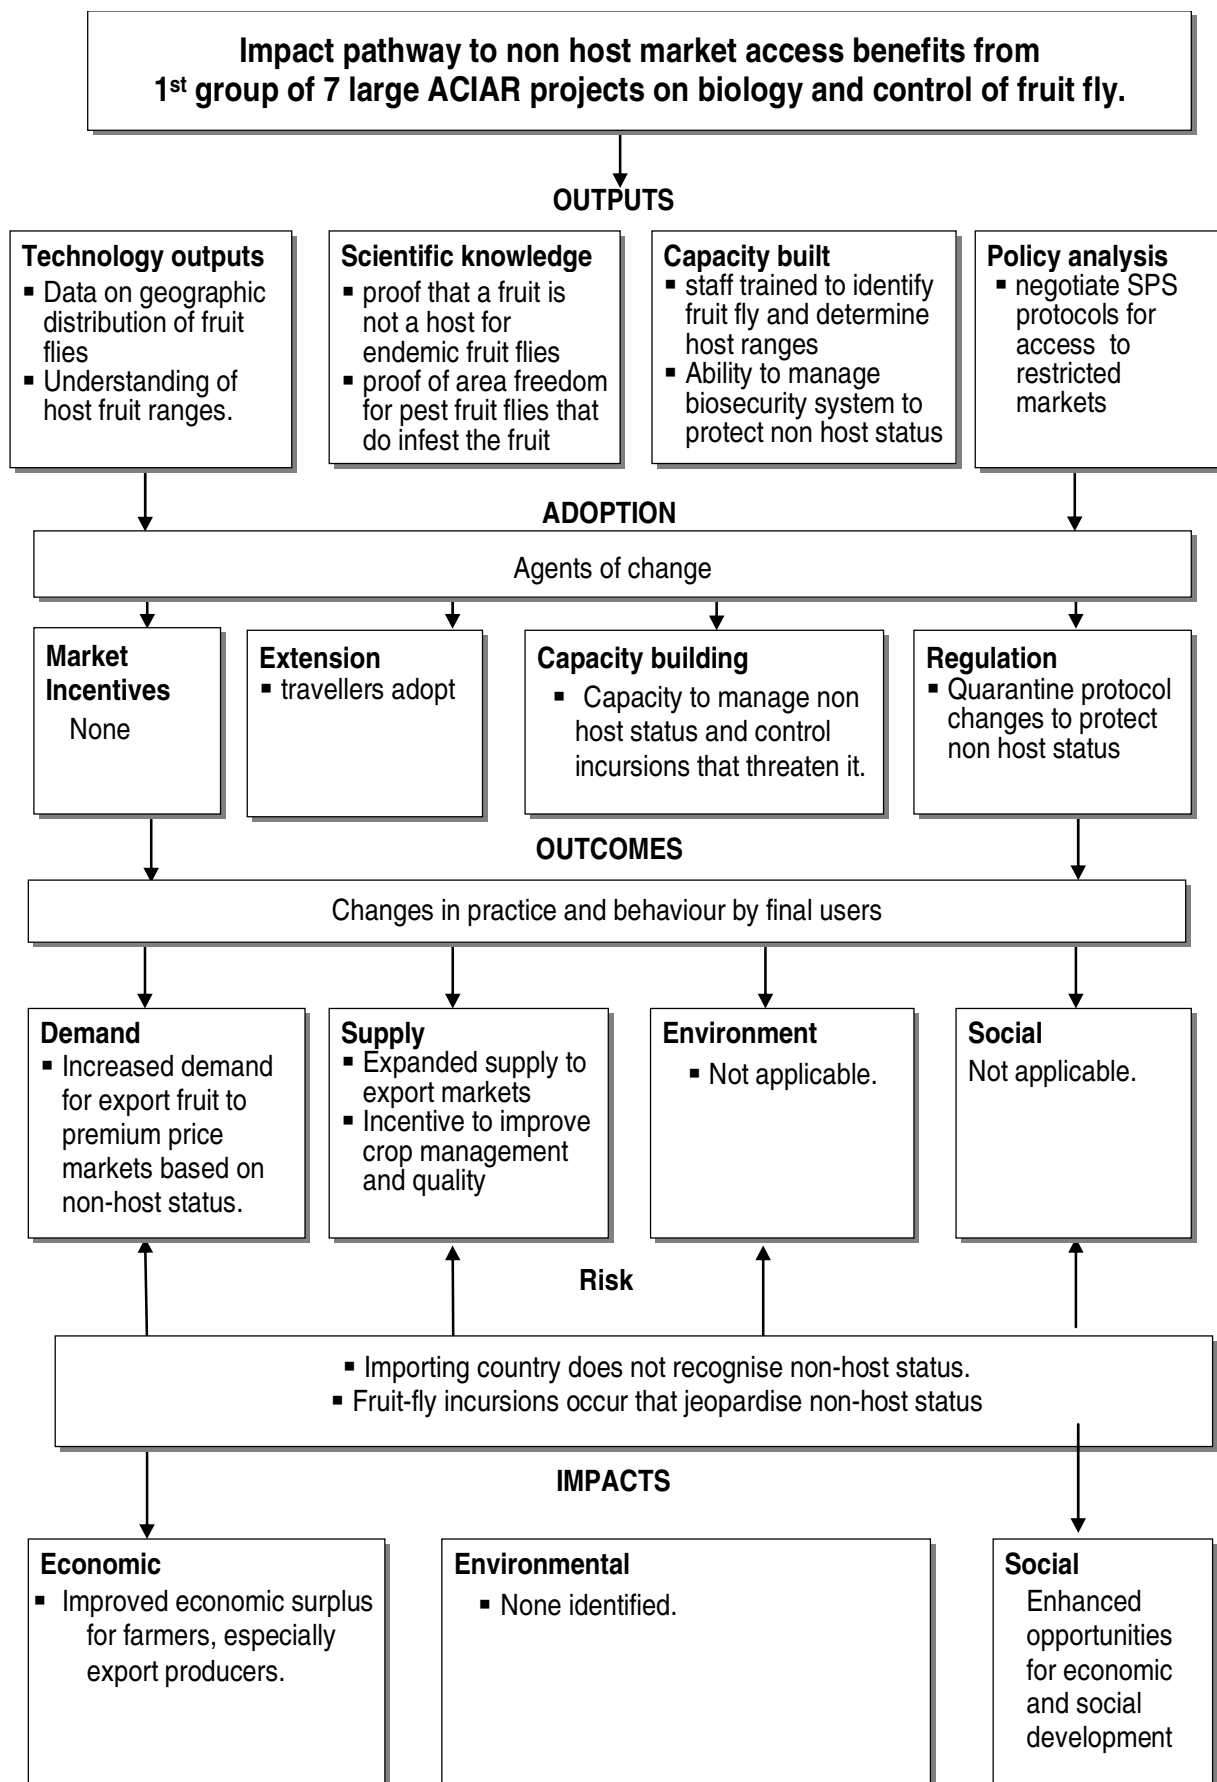 Impact pathway to non host market access benefits from
1st group of 7 large ACIAR projects on biology and control of fruit fly.
OUTPUTS
Technology outputs
▪ Data on geographic
distribution of fruit
flies
▪ Understanding of
host fruit ranges.
Scientific knowledge
▪ proof that a fruit is
not a host for
endemic fruit flies
▪ proof of area freedom
for pest fruit flies that
do infest the fruit
Capacity built
▪ staff trained to identify
fruit fly and determine
host ranges
▪ Ability to manage
biosecurity system to
protect non host status
Policy analysis
▪ negotiate SPS
protocols for
access to
restricted
markets
ADOPTION
Agents of change
Market
Incentives
None
Extension
▪ travellers adopt
Capacity building
▪ Capacity to manage non
host status and control
incursions that threaten it.
Regulation
▪ Quarantine protocol
changes to protect
non host status
OUTCOMES
Changes in practice and behaviour by final users
Demand
▪ Increased demand
for export fruit to
premium price
markets based on
non-host status.
Supply
▪ Expanded supply to
export markets
▪ Incentive to improve
crop management
and quality
Environment
▪ Not applicable.
Social
Not applicable.
Risk
▪ Importing country does not recognise non-host status.
▪ Fruit-fly incursions occur that jeopardise non-host status
IMPACTS
Economic
▪ Improved economic surplus
for farmers, especially
export producers.
Environmental
▪ None identified.
Social
Enhanced
opportunities
for economic
and social
development